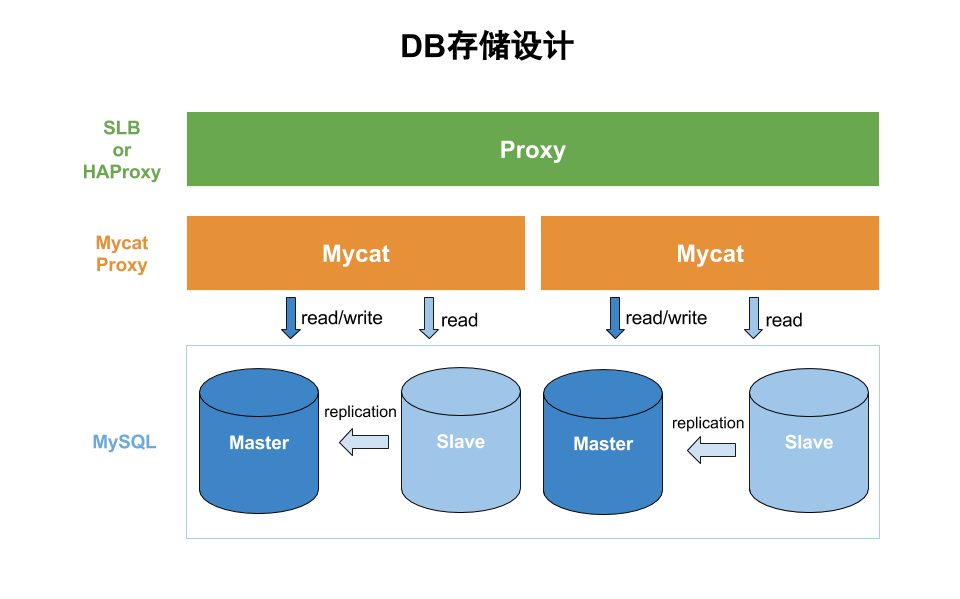 DB存储设计
SLB
or
HAProxy
Proxy
Mycat
Proxy
Mycat
Mycat
read/write
read
read/write
read
MySQL
Master
replication
Slave
Master
replication
Slave